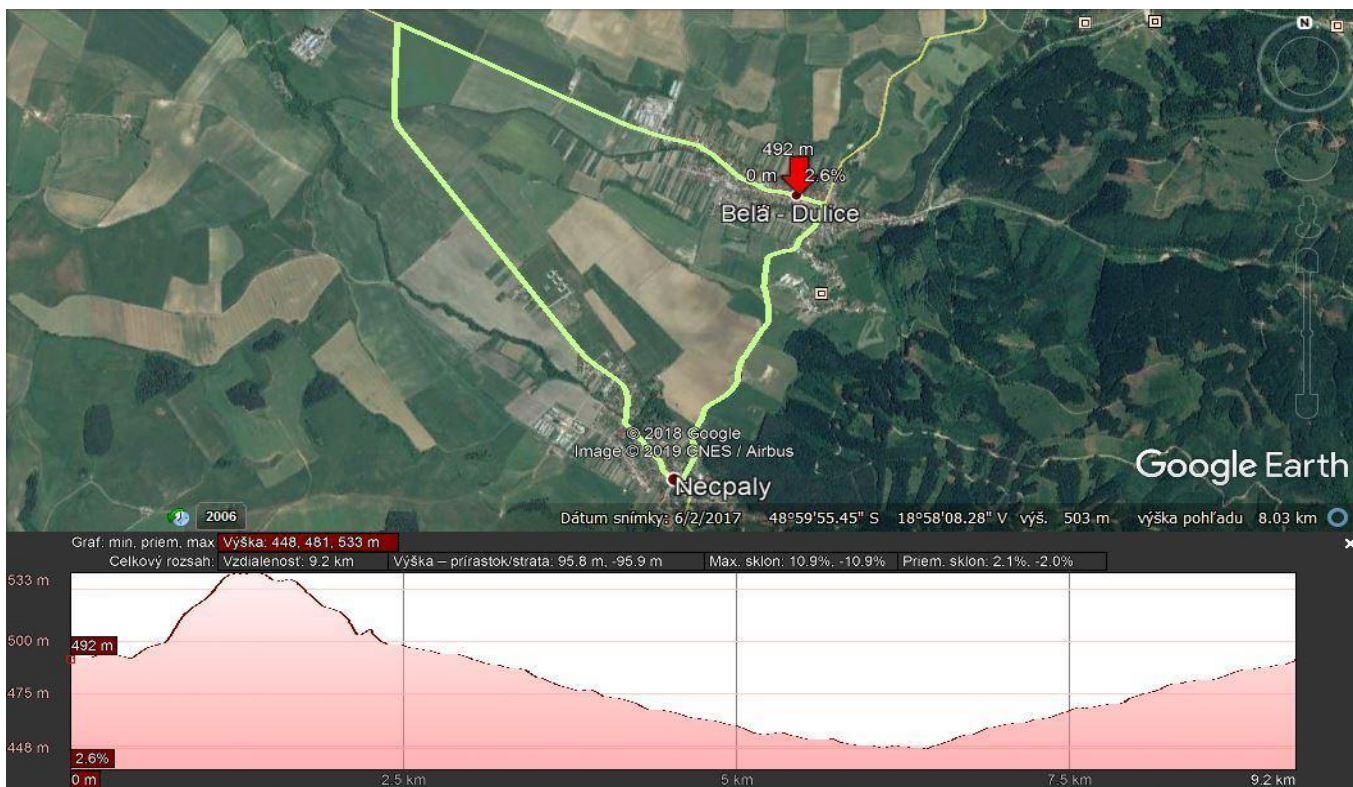 N
492 m
0 m 2.6%
Belá - Dulice
© 2018 Google
Image © 2019 CNES / Airbus
Google Earth
Necpaly
2006
Dátum snímky: 6/2/2017 48°59'55.45" S 18°58'08.28" V výš. 503 m výška pohľadu 8.03 km
Graf: min, priem, max Výška: 448, 481, 533 m
Celkový rozsah: Vzdialenosť: 9.2 km Výška – prírastok/strata: 95.8 m, -95.9 m Max. sklon: 10.9%, -10.9% Priem. sklon: 2.1%, -2.0%
533 m
500 m
492 m
475 m
448 m
2.6%
0 m 2.5 km 5 km 7.5 km 9.2 km